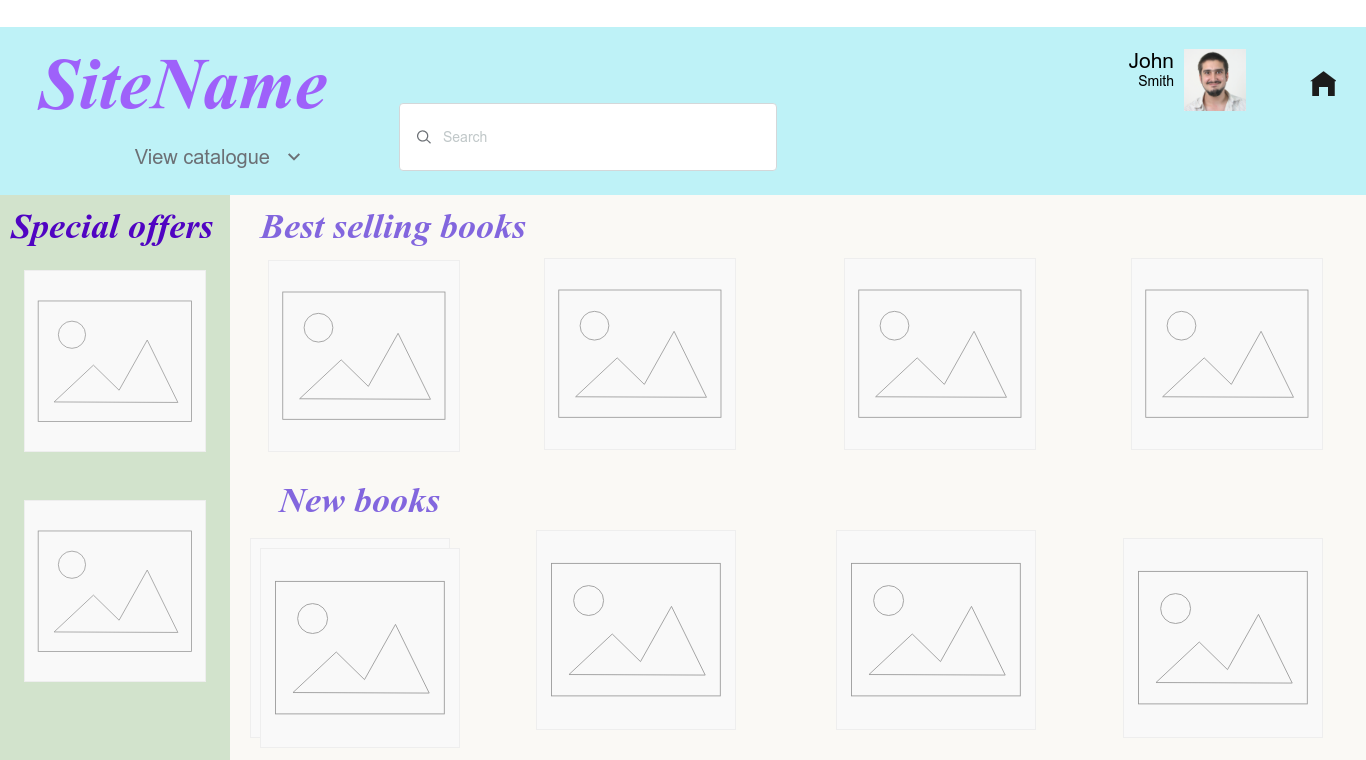 SiteName
John
Smith
Search
View catalogue
Special offers
Best selling books
New books